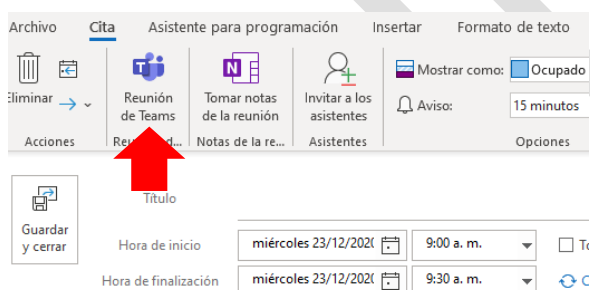 Archivo Cita Asistente para programación Insertar Formato de texto
Eliminar Reunión de Teams Tomar notas de la reunión Invitar a los asistentes Mostrar como: Ocupado
Aviso: 15 minutos
Acciones Notas de la re... Asistentes Opciones
Guardar y cerrar
Título
Hora de inicio miércoles 23/12/202 9:00 a. m.
Hora de finalización miércoles 23/12/202 9:30 a. m.